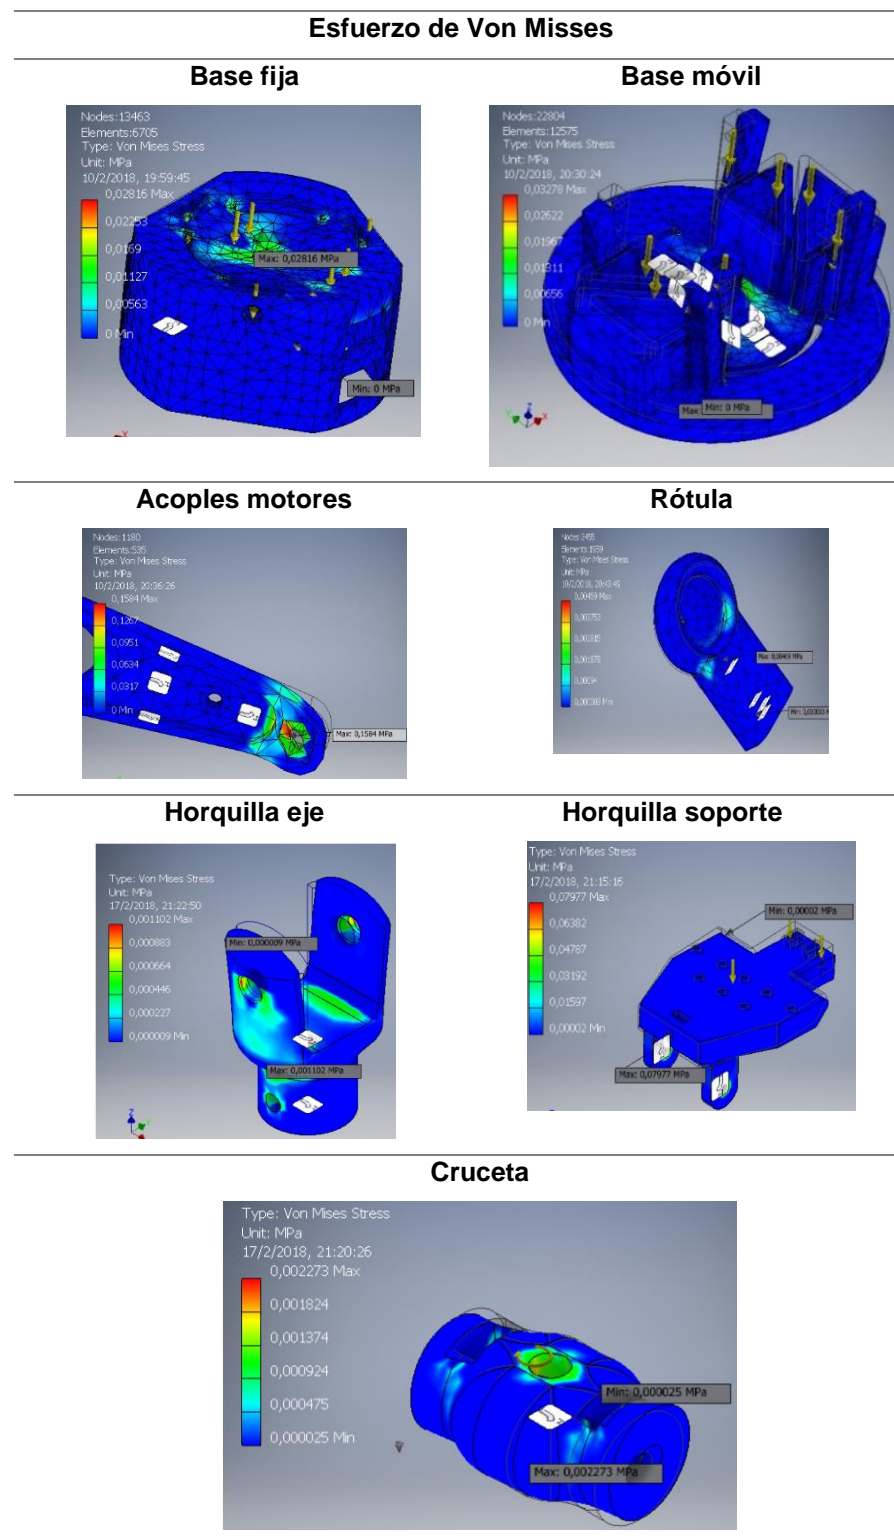 Esfuerzo de Von Misses
Base fija
Base móvil
Nodes:13463
Elements:6705
Type: Von Mises Stress
Unit: MPa
10/2/2018, 19:59:45
0,02816 Max
0,02253
0,0169
0,01127
0,00563
0 Min
Max: 0,02816 MPa
Min: 0 MPa
Nodes:22804
Elements:12575
Type: Von Mises Stress
Unit: MPa
10/2/2018, 20:30:24
0,03278 Max
0,02622
0,01967
0,01311
0,00656
0 Min
Max:
Min: 0 MPa
Acoples motores
Rótula
Nodes:1180
Elements:535
Type: Von Mises Stress
Unit: MPa
10/2/2018, 20:36:26
0,1584 Max
0,1267
0,0951
0,0634
0,0317
0 Min
Max: 0,1584 MPa
Type: Von Mises Stress
Unit: MPa
Horquilla eje
Horquilla soporte
Type: Von Mises Stress
Unit: MPa
17/2/2018, 21:22:50
0,001102 Max
0,000883
0,000664
0,000446
0,000227
0,000009 Min
Min: 0,000009 MPa
Max: 0,001102 MPa
Z
Type: Von Mises Stress
Unit: MPa
17/2/2018, 21:15:16
0,07977 Max
0,06382
0,04787
0,03192
0,01597
0,00002 Min
Min: 0,00002 MPa
Max: 0,07977 MPa
Cruceta
Type: Von Mises Stress
Unit: MPa
17/2/2018, 21:20:26
0,002273 Max
0,001824
0,001374
0,000924
0,000475
0,000025 Min
Min: 0,000025 MPa
Max: 0,002273 MPa